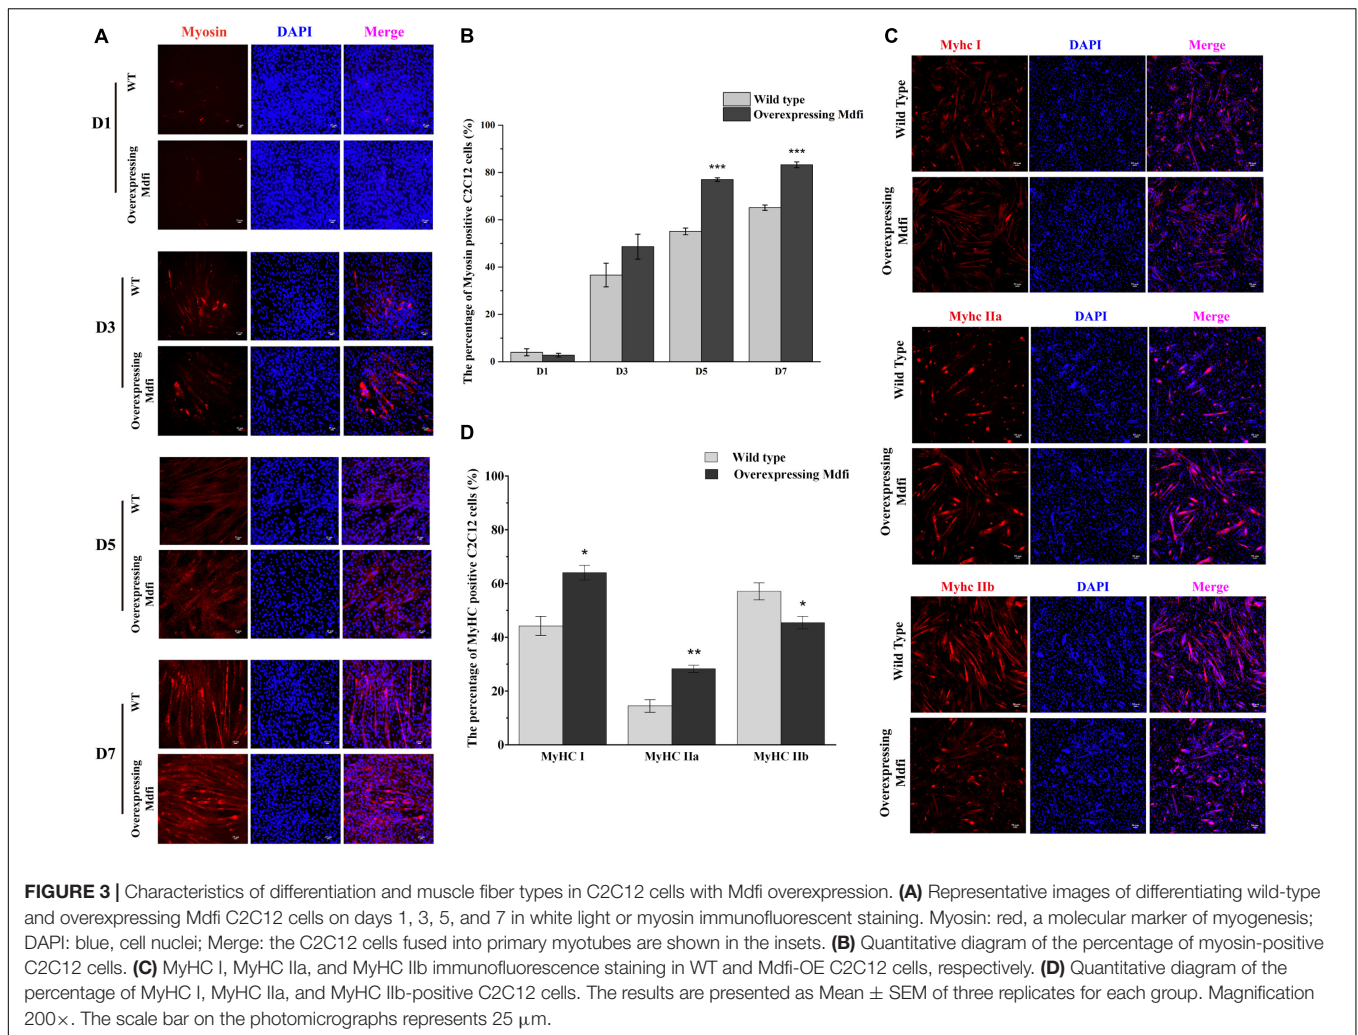 A
Myosin DAPI Merge
D1
WT
Overexpressing
Mdfi
D3
WT
Overexpressing
Mdfi
D5
WT
Overexpressing
Mdfi
D7
WT
Overexpressing
Mdfi
B
Wild type
Overexpressing Mdfi
The percentage of Myosin positive C2C12 cells (%)
100
80
60
40
20
0
***
***
D1 D3 D5 D7
D
Wild type
Overexpressing Mdfi
The percentage of MyHC positive C2C12 cells (%)
100
80
60
40
20
0
*
**
*
MyHC I MyHC IIa MyHC IIb
C
Myhc I DAPI Merge
Wild Type
Overexpressing
Mdfi
Myhc IIa DAPI Merge
Wild Type
Overexpressing
Mdfi
Myhc IIb DAPI Merge
Wild Type
Overexpressing
Mdfi
FIGURE 3 | Characteristics of differentiation and muscle fiber types in C2C12 cells with Mdfi overexpression. (A) Representative images of differentiating wild-type
and overexpressing Mdfi C2C12 cells on days 1, 3, 5, and 7 in white light or myosin immunofluorescent staining. Myosin: red, a molecular marker of myogenesis;
DAPI: blue, cell nuclei; Merge: the C2C12 cells fused into primary myotubes are shown in the insets. (B) Quantitative diagram of the percentage of myosin-positive
C2C12 cells. (C) MyHC I, MyHC IIa, and MyHC IIb immunofluorescence staining in WT and Mdfi-OE C2C12 cells, respectively. (D) Quantitative diagram of the
percentage of MyHC I, MyHC IIa, and MyHC IIb-positive C2C12 cells. The results are presented as Mean ± SEM of three replicates for each group. Magnification
200×. The scale bar on the photomicrographs represents 25 μm.